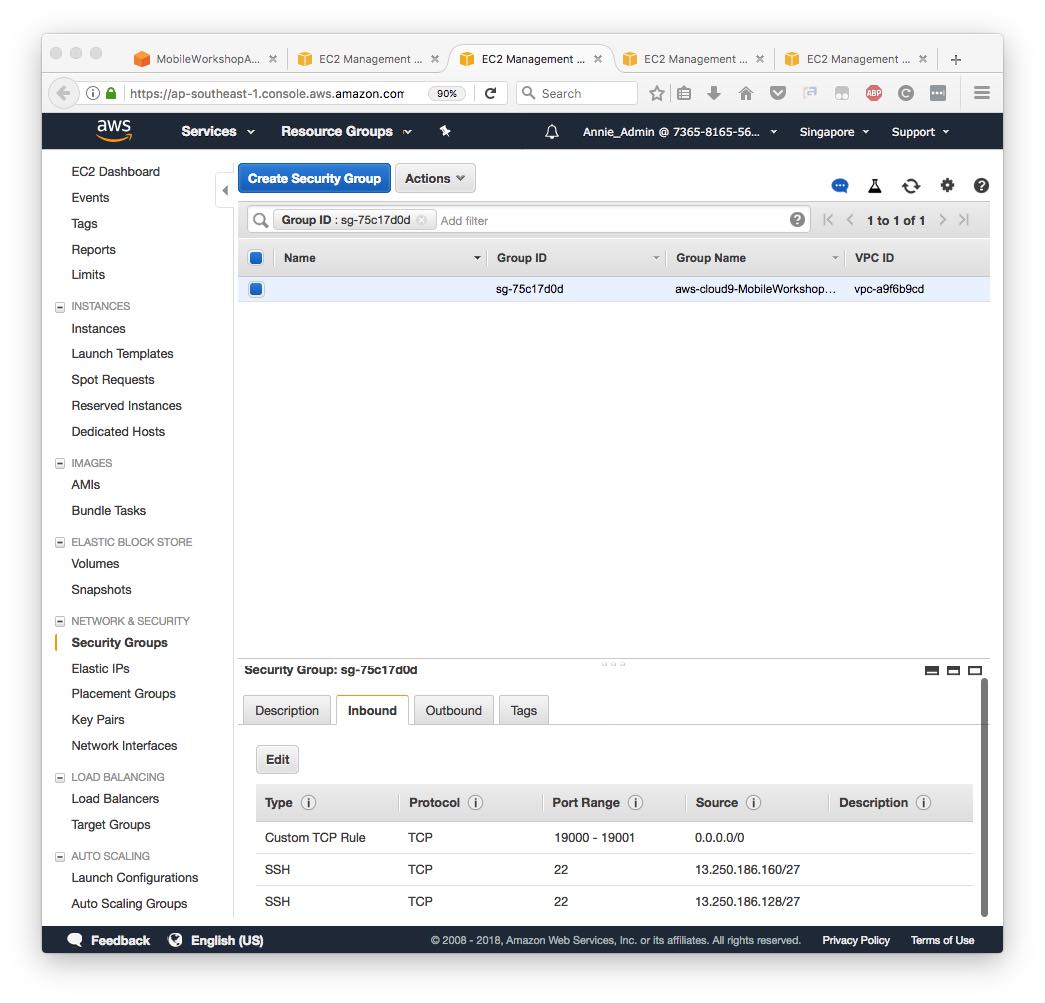 MobileWorkshopA... EC2 Management ... EC2 Management ... EC2 Management ... EC2 Management ...
https://ap-southeast-1.console.aws.amazon.com 90% Search ABP C
aws Services Resource Groups Annie_Admin @ 7365-8165-56... Singapore Support
EC2 Dashboard
Events
Tags
Reports
Limits
INSTANCES
Instances
Launch Templates
Spot Requests
Reserved Instances
Dedicated Hosts
IMAGES
AMIs
Bundle Tasks
ELASTIC BLOCK STORE
Volumes
Snapshots
NETWORK & SECURITY
Security Groups
Elastic IPs
Placement Groups
Key Pairs
Network Interfaces
LOAD BALANCING
Load Balancers
Target Groups
AUTO SCALING
Launch Configurations
Auto Scaling Groups
Create Security Group Actions
Group ID : sg-75c17d0d Add filter 1 to 1 of 1
Name Group ID Group Name VPC ID
sg-75c17d0d aws-cloud9-MobileWorkshop... vpc-a9f6b9cd
Security Group: sg-75c17d0d
Description Inbound Outbound Tags
Edit
Type Protocol Port Range Source Description
Custom TCP Rule TCP 19000 - 19001 0.0.0.0/0
SSH TCP 22 13.250.186.160/27
SSH TCP 22 13.250.186.128/27
Feedback English (US) © 2008 - 2018, Amazon Web Services, Inc. or its affiliates. All rights reserved. Privacy Policy Terms of Use